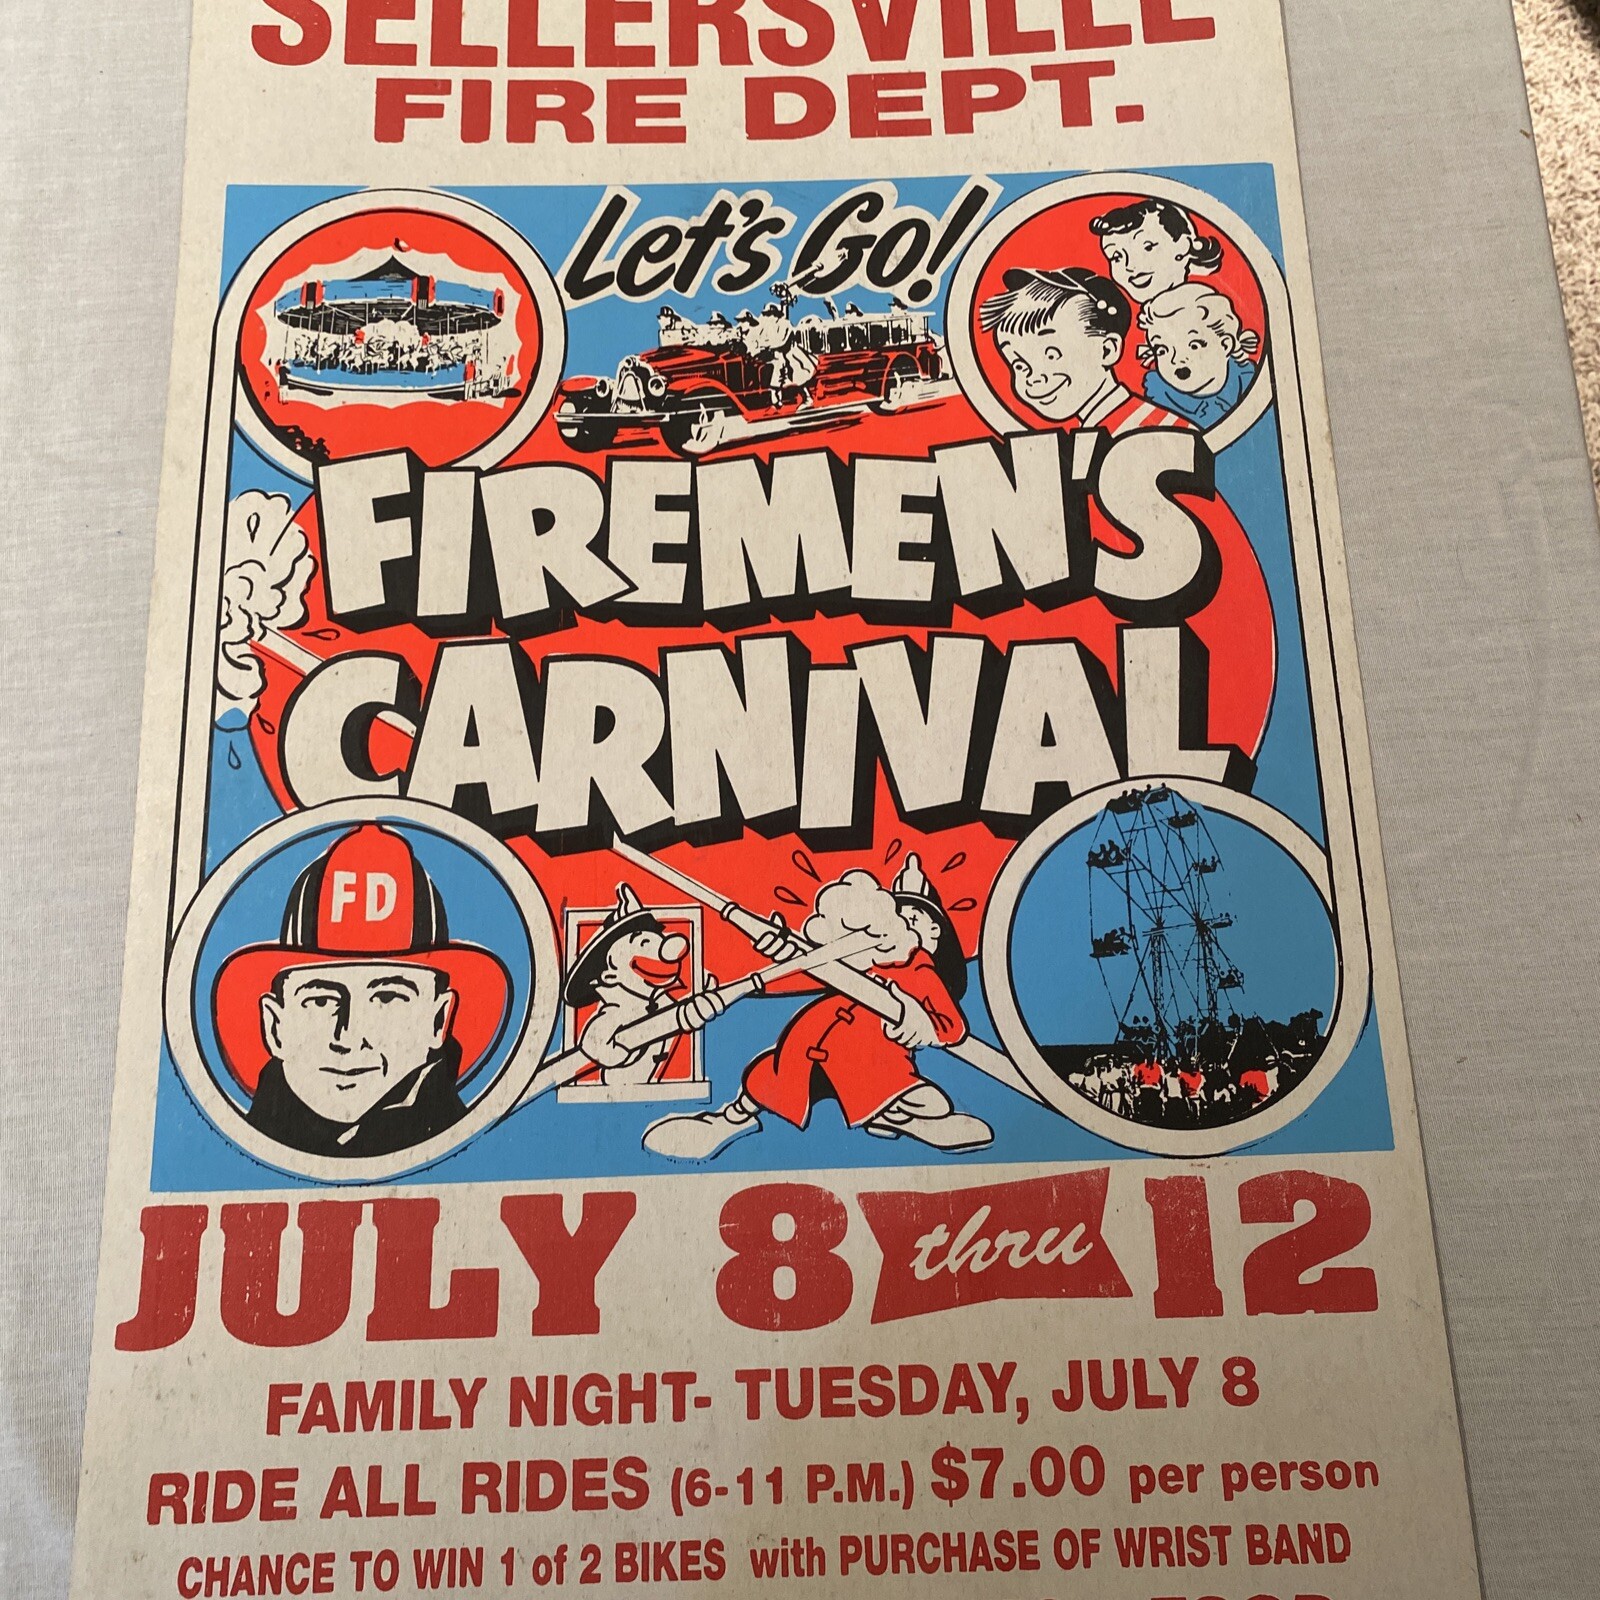 SELLERSVILLE
FIRE DEPT.
Let's Go!
FIREMEN'S
CARNIVAL
FD
JULY 8 thru 12
FAMILY NIGHT- TUESDAY, JULY 8
RIDE ALL RIDES (6-11 P.M.) $7.00 per person
CHANCE TO WIN 1 of 2 BIKES with PURCHASE OF WRIST BAND